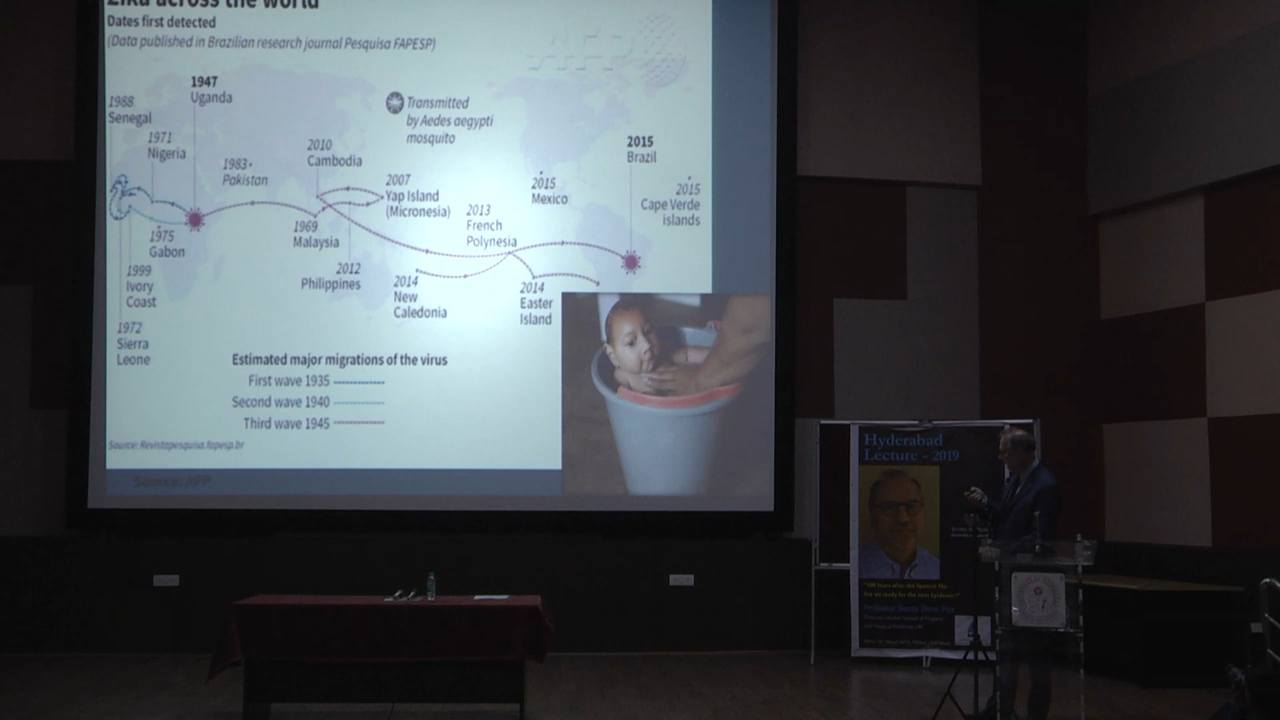 Zika across the world
Dates first detected
(Data published in Brazilian research journal Pesquisa FAPESP)
AFP
1947
Uganda
1988
Senegal
1971
Nigeria
1983
Pakistan
2010
Cambodia
Transmitted
by Aedes aegypti
mosquito
2007
Yap Island
(Micronesia)
2013
French
Polynesia
2015
Mexico
2015
Brazil
2015
Cape Verde
islands
1975
Gabon
1969
Malaysia
1999
Ivory
Coast
2012
Philippines
2014
New
Caledonia
2014
Easter
Island
1972
Sierra
Leone
Estimated major migrations of the virus
First wave 1935
Second wave 1940
Third wave 1945
Source: Revistapesquisa.fapesp.br
Source: AFP
Hyderabad
Lecture - 2019